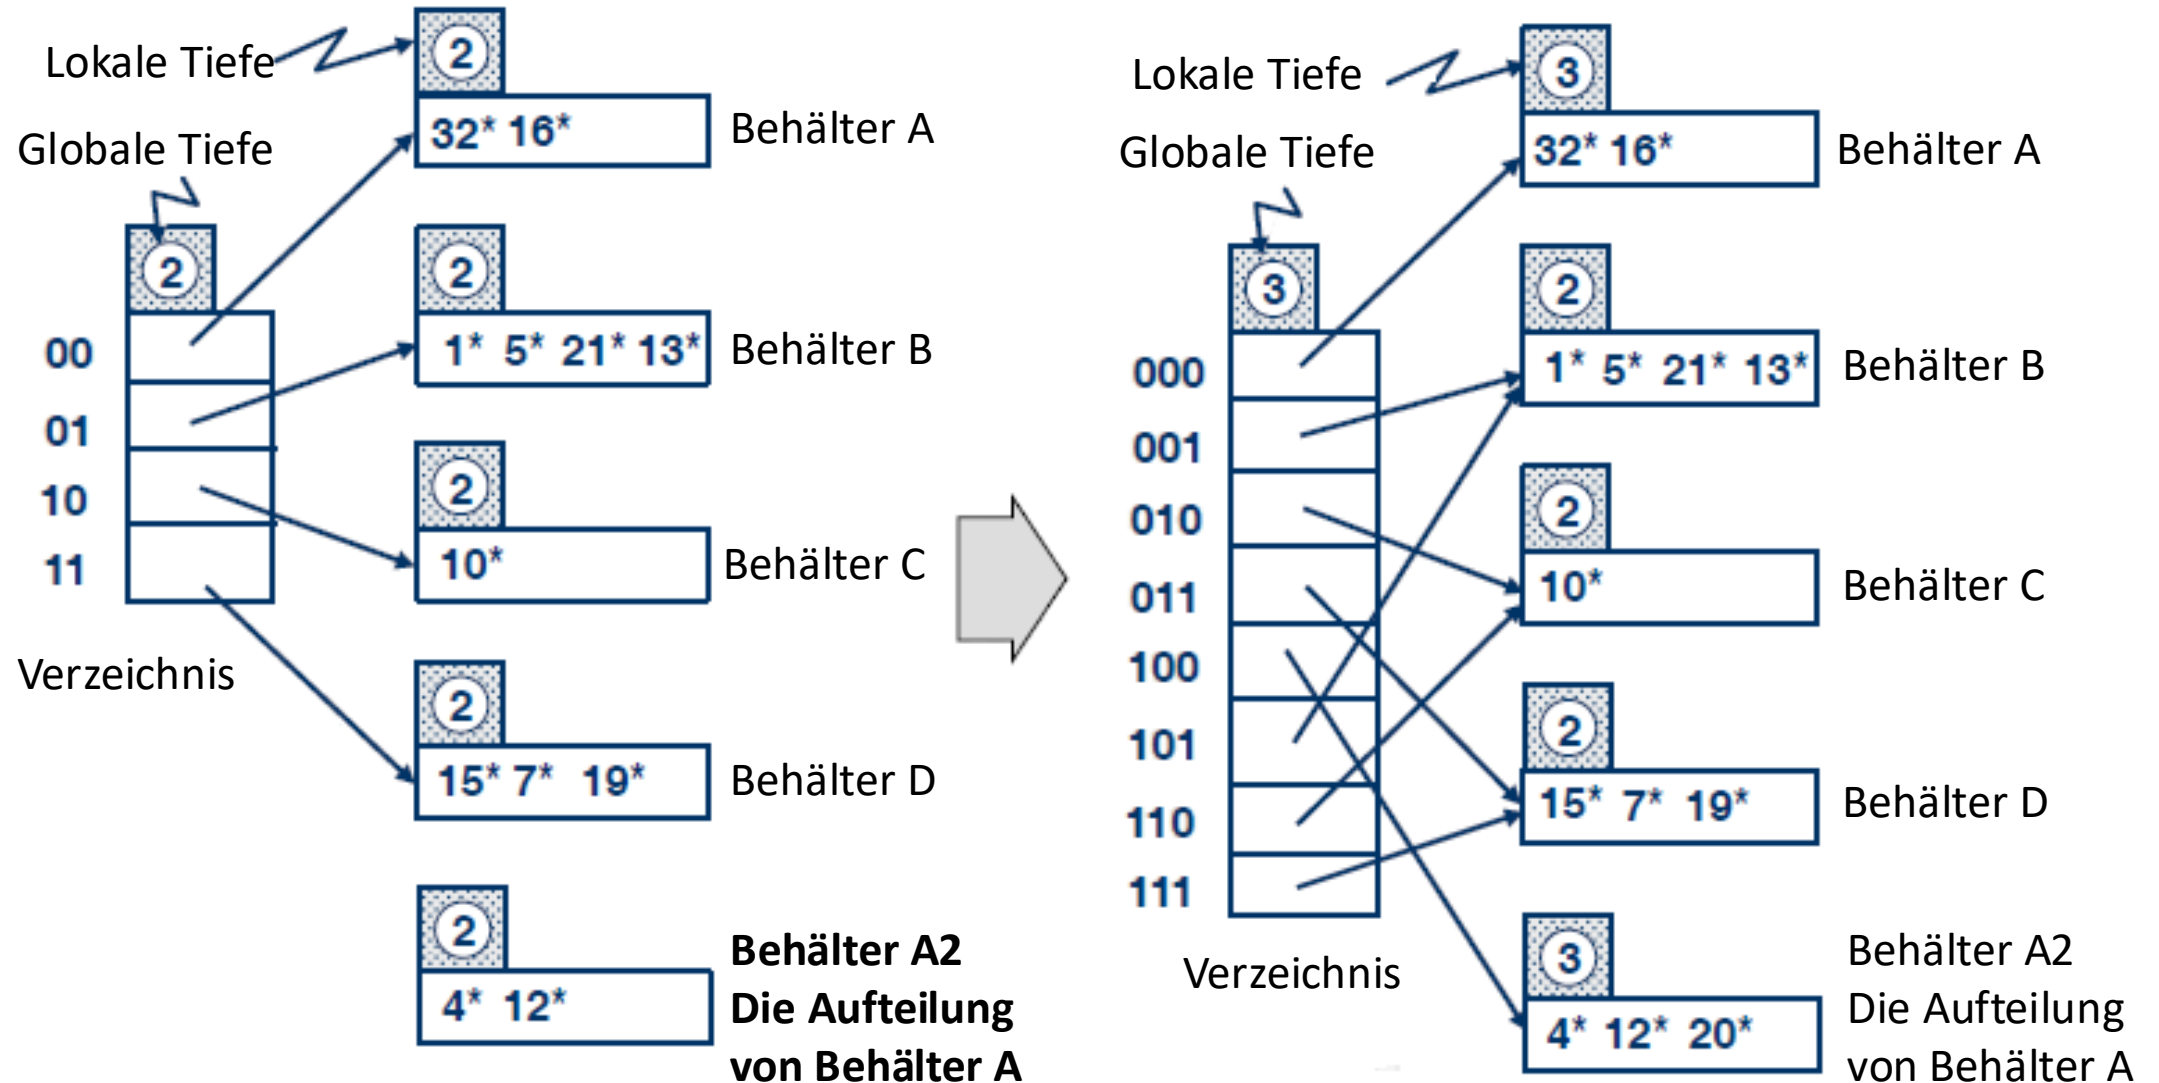 Lokale Tiefe
2
32* 16*
Behälter A
Globale Tiefe
2
2
00
1* 5* 21* 13*
Behälter B
01
2
10
10*
Behälter C
11
Verzeichnis
2
15* 7* 19*
Behälter D
2
4* 12*
Behälter A2
Die Aufteilung
von Behälter A
Lokale Tiefe
3
32* 16*
Behälter A
Globale Tiefe
3
2
000
1* 5* 21* 13*
Behälter B
001
2
010
10*
Behälter C
011
100
2
101
15* 7* 19*
Behälter D
110
111
Verzeichnis
3
4* 12* 20*
Behälter A2
Die Aufteilung
von Behälter A